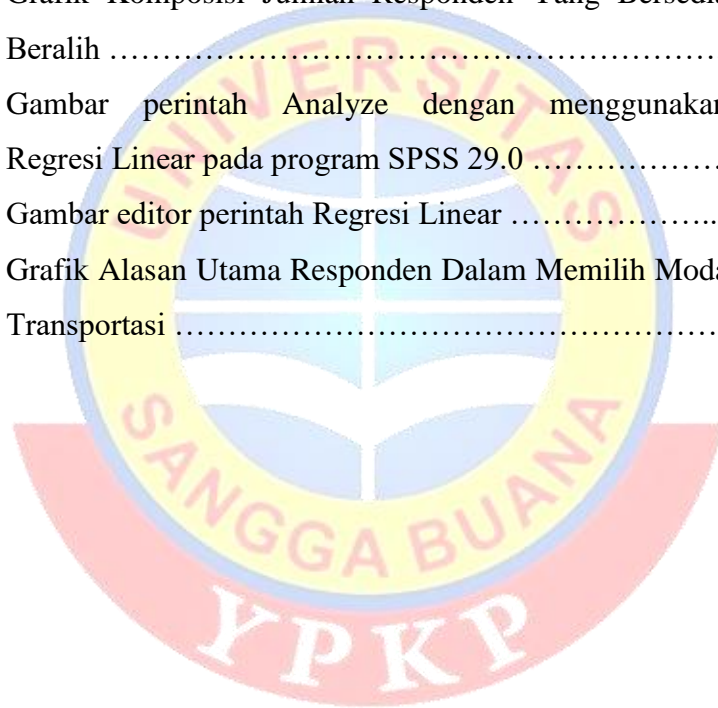 Grafik Komposisi Jumlah Responden Yang Bersedia
Beralih …………………………………………………
Gambar perintah Analyze dengan menggunakan
Regresi Linear pada program SPSS 29.0 ………………
Gambar editor perintah Regresi Linear ………………..
Grafik Alasan Utama Responden Dalam Memilih Moda
Transportasi ……………………………………………
UNIVERSITAS
SANGGA BUANA
YPKP